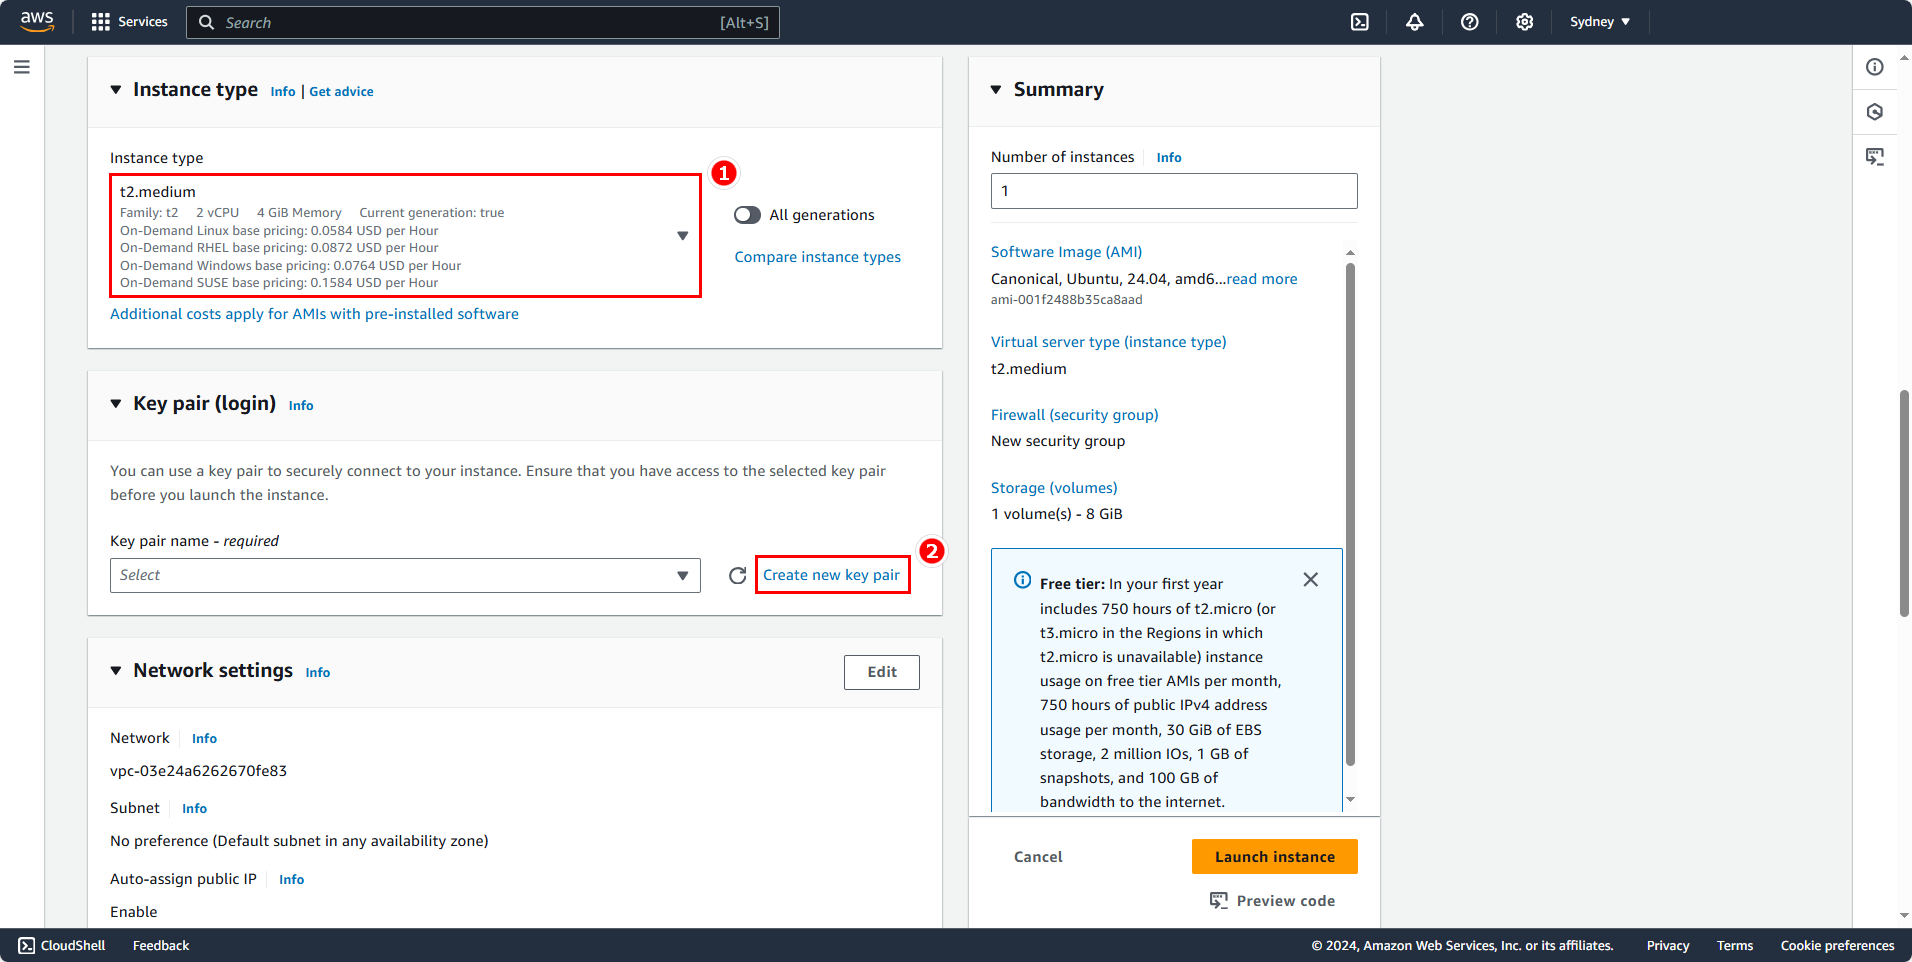 aws
Services
Search
[Alt+S]
Sydney
Instance type
Info | Get advice
Instance type
t2.medium
Family: t2 2 vCPU 4 GiB Memory Current generation: true
On-Demand Linux base pricing: 0.0584 USD per Hour
On-Demand RHEL base pricing: 0.0872 USD per Hour
On-Demand Windows base pricing: 0.0764 USD per Hour
On-Demand SUSE base pricing: 0.1584 USD per Hour
1
All generations
Compare instance types
Additional costs apply for AMIs with pre-installed software
Key pair (login)
Info
You can use a key pair to securely connect to your instance. Ensure that you have access to the selected key pair
before you launch the instance.
Key pair name - required
Select
Create new key pair
2
Network settings
Info
Edit
Network
Info
vpc-03e24a6262670fe83
Subnet
Info
No preference (Default subnet in any availability zone)
Auto-assign public IP
Info
Enable
Summary
Number of instances
Info
1
Software Image (AMI)
Canonical, Ubuntu, 24.04, amd6...read more
ami-001f2488b35ca8aad
Virtual server type (instance type)
t2.medium
Firewall (security group)
New security group
Storage (volumes)
1 volume(s) - 8 GiB
Free tier: In your first year
includes 750 hours of t2.micro (or
t3.micro in the Regions in which
t2.micro is unavailable) instance
usage on free tier AMIs per month,
750 hours of public IPv4 address
usage per month, 30 GiB of EBS
storage, 2 million IOs, 1 GB of
snapshots, and 100 GB of
bandwidth to the internet.
Cancel
Launch instance
Preview code
CloudShell
Feedback
© 2024, Amazon Web Services, Inc. or its affiliates.
Privacy
Terms
Cookie preferences